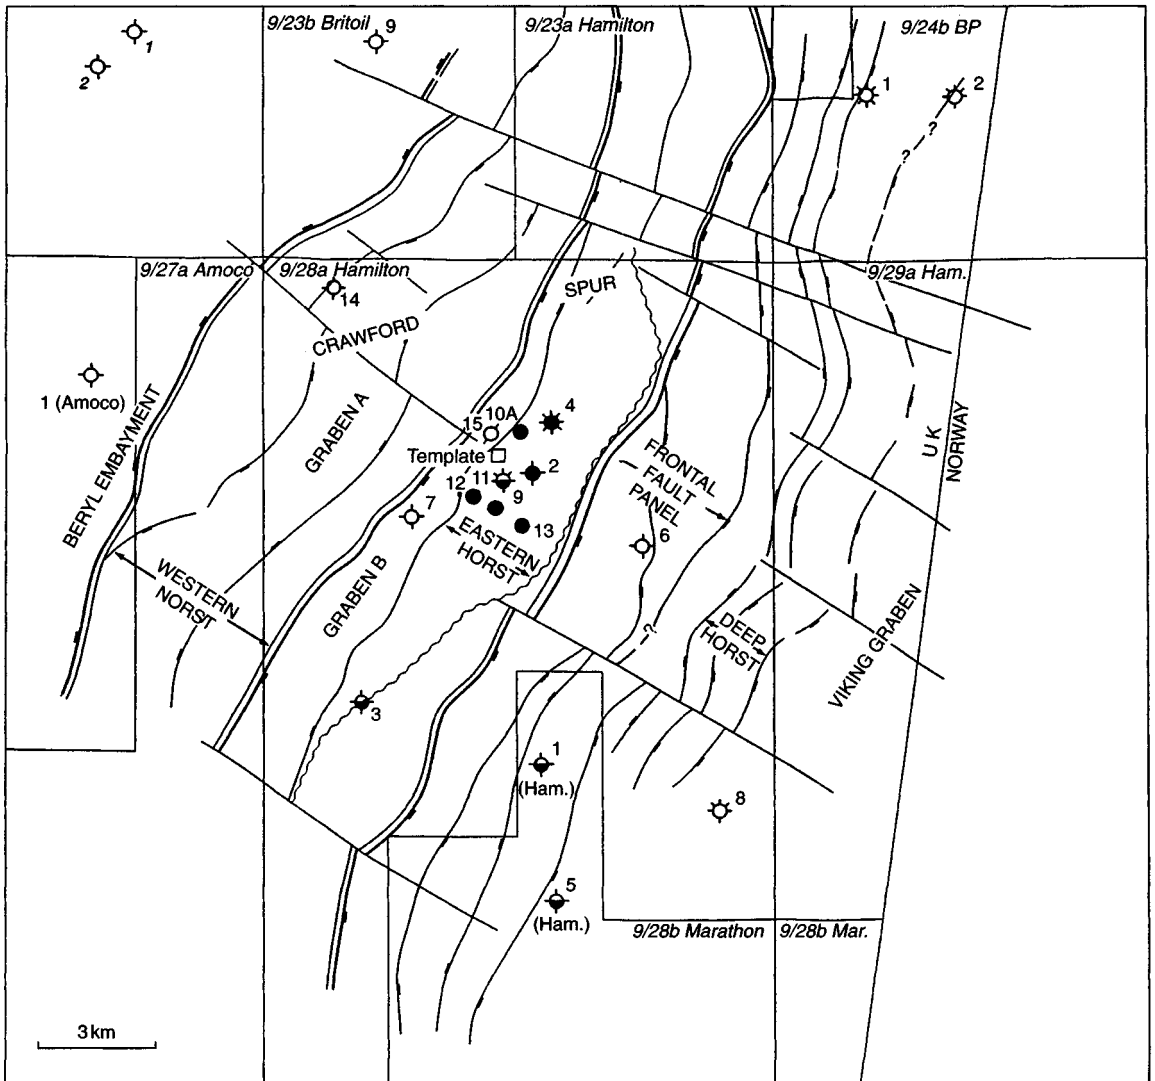 9/23b Britoil
9
9/23a Hamilton
9/24b BP
1
2
1
2
?
?
9/27a Amoco
9/28a Hamilton
9/29a Ham.
14
SPUR
CRAWFORD
1 (Amoco)
BERYL EMBAYMENT
GRABEN A
15
10A
4
Template
11
2
12
9
7
13
EASTERN
HORST
FRONTAL
FAULT
PANEL
6
UK
NORWAY
WESTERN
NORST
GRABEN B
?
DEEP
HORST
VIKING GRABEN
3
1
(Ham.)
8
5
(Ham.)
9/28b Marathon
9/28b Mar.
3 km